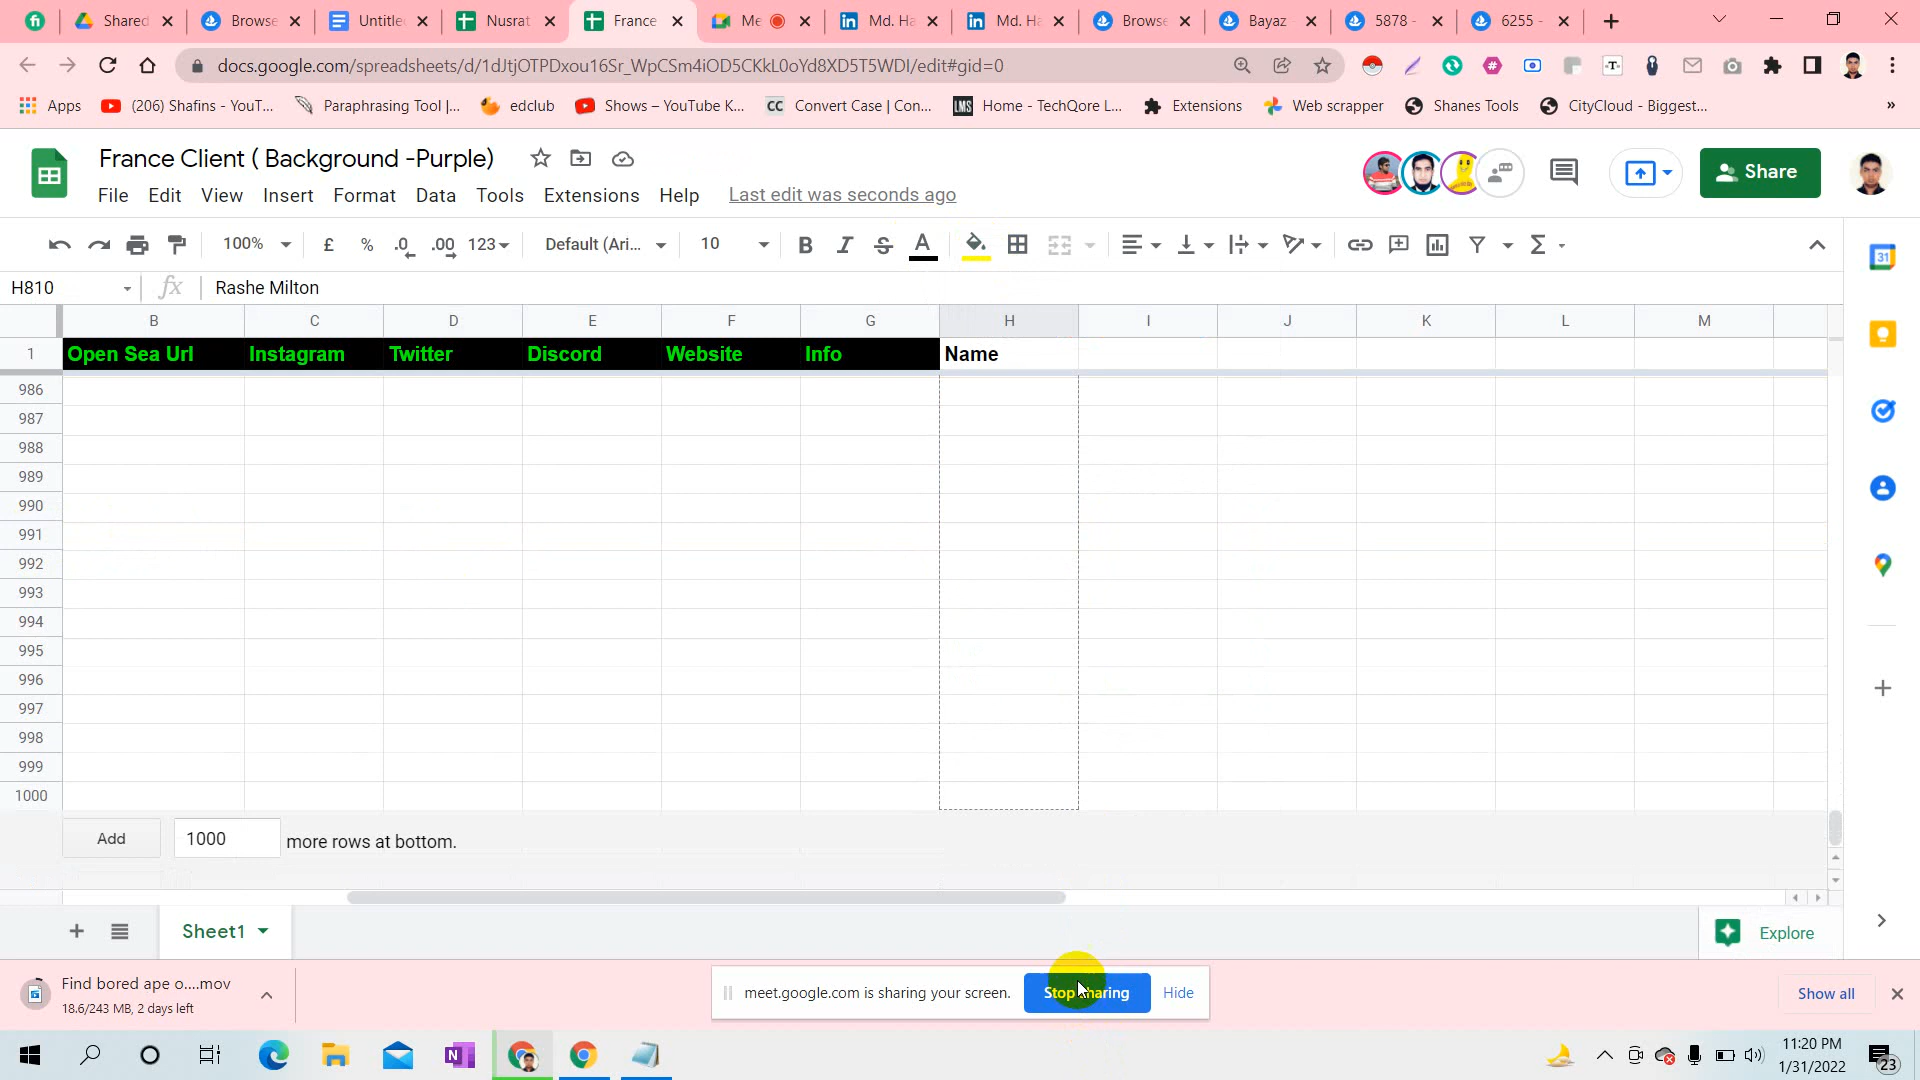 Shared
Browse
Untitle
Nusrat
France
Me
Md. Ha
Md. Ha
Browse
Bayaz
5878 -
6255 -
docs.google.com/spreadsheets/d/1dJtjOTPDxou16Sr_WpCSm4iOD5CKkL0oYd8XD5T5WDI/edit#gid=0
Apps
(206) Shafins - YouT...
Paraphrasing Tool |...
edclub
Shows – YouTube K...
CC
Convert Case | Con...
LMS
Home - TechQore L...
Extensions
Web scrapper
Shanes Tools
CityCloud - Biggest...
»
France Client ( Background -Purple)
File
Edit
View
Insert
Format
Data
Tools
Extensions
Help
Last edit was seconds ago
Share
100%
£
%
.0
.00
123
Default (Ari...
10
B
I
S
A
Σ
31
H810
fx
Rashe Milton
B
C
D
E
F
G
H
I
J
K
L
M
1
Open Sea Url
Instagram
Twitter
Discord
Website
Info
Name
986
987
988
989
990
991
992
993
994
995
996
997
998
999
1000
Add
1000
more rows at bottom.
Sheet1
Explore
Find bored ape o....mov
18.6/243 MB, 2 days left
meet.google.com is sharing your screen.
Stop sharing
Hide
Show all
11:20 PM
1/31/2022
23